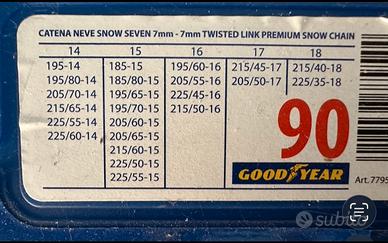 CATENA NEVE SNOW SEVEN 7mm - 7mm TWISTED LINK PREMIUM SNOW CHAIN
14 15 16 17 18
195-14 185-15 195/60-16 215/45-17 215/40-18
195/80-14 195/80-15 205/55-16 205/50-17 225/35-18
205/70-14 195/65-15 225/45-16
215/65-14 195/70-15 215/50-16
225/55-14 205/60-15
225/60-14 205/65-15
215/60-15
225/50-15
225/55-15
90
GOODYEAR
Art.7795
subito